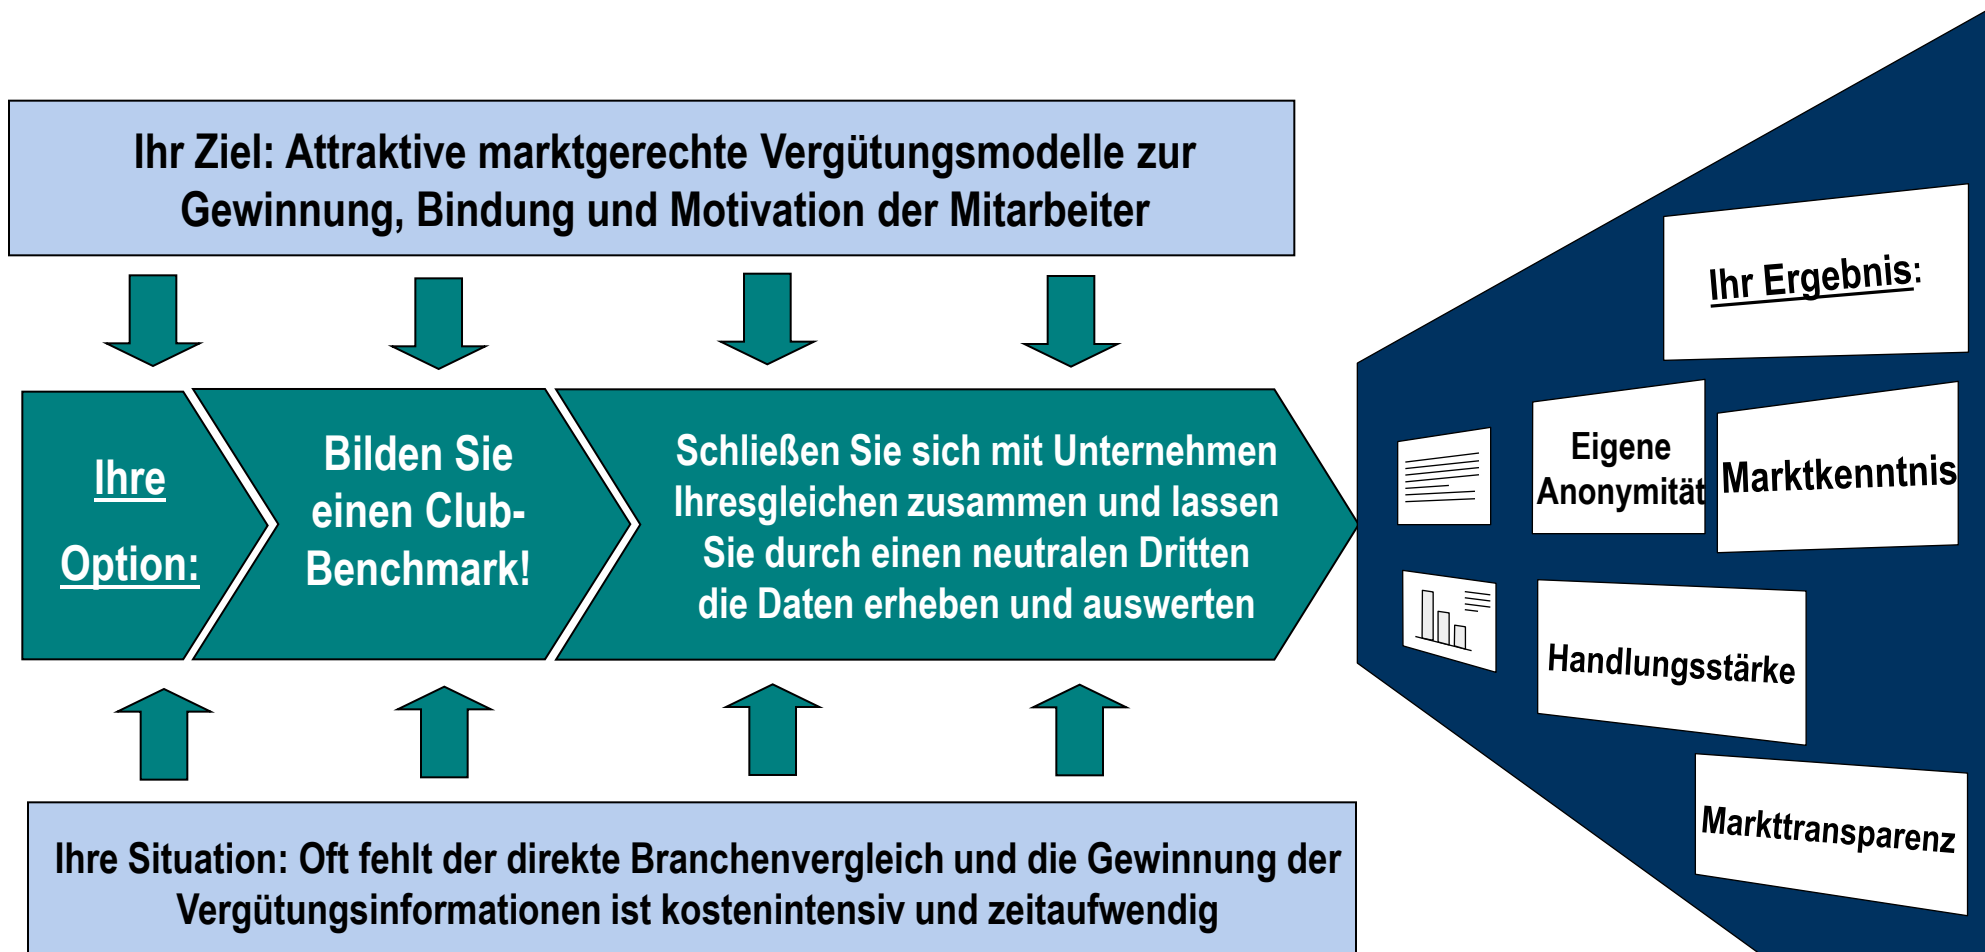 Ihr Ziel: Attraktive marktgerechte Vergütungsmodelle zur
Gewinnung, Bindung und Motivation der Mitarbeiter
Ihre
Option:
Bilden Sie
einen Club-
Benchmark!
Schließen Sie sich mit Unternehmen
Ihresgleichen zusammen und lassen
Sie durch einen neutralen Dritten
die Daten erheben und auswerten
Ihre Situation: Oft fehlt der direkte Branchenvergleich und die Gewinnung der
Vergütungsinformationen ist kostenintensiv und zeitaufwendig
Ihr Ergebnis:
Eigene
Anonymität
Marktkenntnis
Handlungsstärke
Markttransparenz